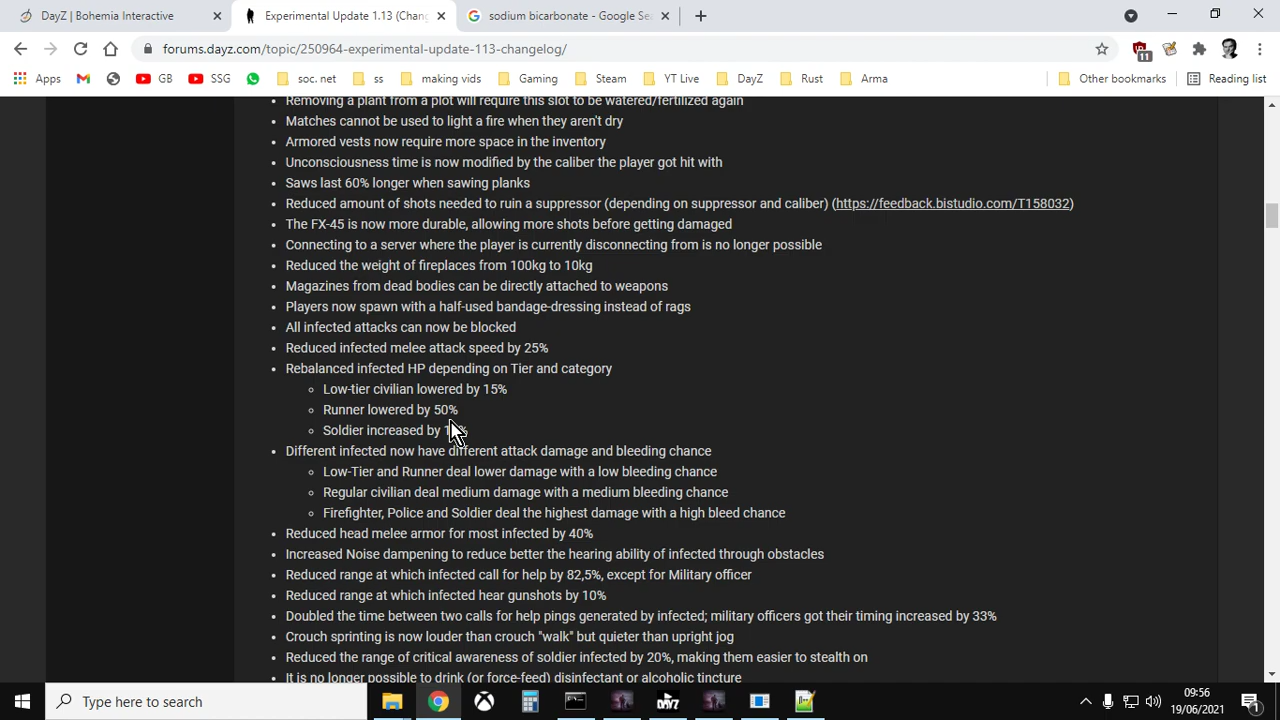 DayZ | Bohemia Interactive
Experimental Update 1.13 (Chan
sodium bicarbonate - Google Sea
forums.dayz.com/topic/250964-experimental-update-113-changelog/
11
Apps GB SSG soc. net ss making vids Gaming Steam YT Live DayZ Rust Arma Other bookmarks Reading list
Removing a plant from a plot will require this slot to be watered/fertilized again
Matches cannot be used to light a fire when they aren't dry
Armored vests now require more space in the inventory
Unconsciousness time is now modified by the caliber the player got hit with
Saws last 60% longer when sawing planks
Reduced amount of shots needed to ruin a suppressor (depending on suppressor and caliber) (https://feedback.bistudio.com/T158032)
The FX-45 is now more durable, allowing more shots before getting damaged
Connecting to a server where the player is currently disconnecting from is no longer possible
Reduced the weight of fireplaces from 100kg to 10kg
Magazines from dead bodies can be directly attached to weapons
Players now spawn with a half-used bandage-dressing instead of rags
All infected attacks can now be blocked
Reduced infected melee attack speed by 25%
Rebalanced infected HP depending on Tier and category
Low-tier civilian lowered by 15%
Runner lowered by 50%
Soldier increased by
Different infected now have different attack damage and bleeding chance
Low-Tier and Runner deal lower damage with a low bleeding chance
Regular civilian deal medium damage with a medium bleeding chance
Firefighter, Police and Soldier deal the highest damage with a high bleed chance
Reduced head melee armor for most infected by 40%
Increased Noise dampening to reduce better the hearing ability of infected through obstacles
Reduced range at which infected call for help by 82,5%, except for Military officer
Reduced range at which infected hear gunshots by 10%
Doubled the time between two calls for help pings generated by infected; military officers got their timing increased by 33%
Crouch sprinting is now louder than crouch "walk" but quieter than upright jog
Reduced the range of critical awareness of soldier infected by 20%, making them easier to stealth on
It is no longer possible to drink (or force-feed) disinfectant or alcoholic tincture
Type here to search
DAYZ
09:56
19/06/2021
1